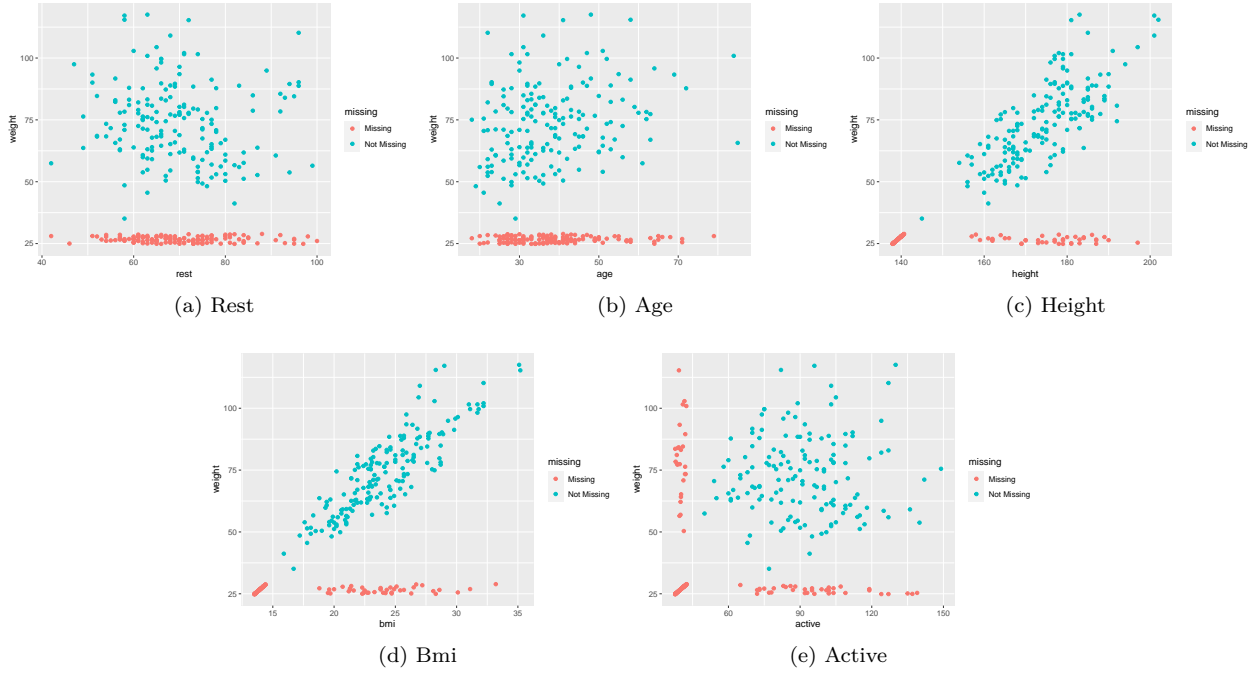 100
75
50
25
weight
40
60
80
100
rest
missing
Missing
Not Missing
(a) Rest
100
75
50
25
weight
30
50
70
age
missing
Missing
Not Missing
(b) Age
100
75
50
25
weight
140
160
180
200
height
missing
Missing
Not Missing
(c) Height
100
75
50
25
weight
15
20
25
30
35
bmi
missing
Missing
Not Missing
(d) Bmi
100
75
50
25
weight
60
90
120
150
active
missing
Missing
Not Missing
(e) Active